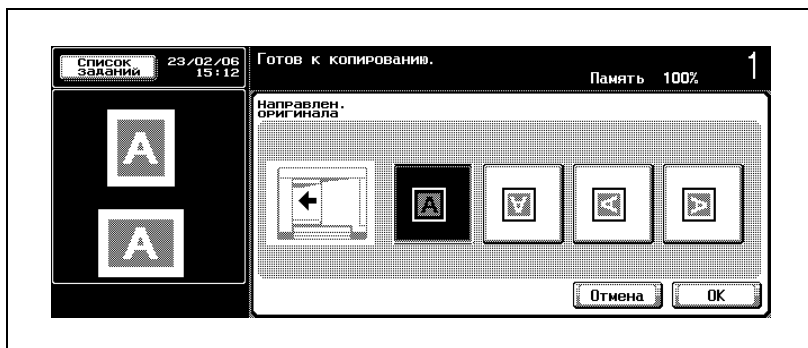 Список
заданий
23/02/06
15:12
Готов к копированию.
Память 100%
1
Направлен.
оригинала
A
A
A
A
A
A
Отмена
OK